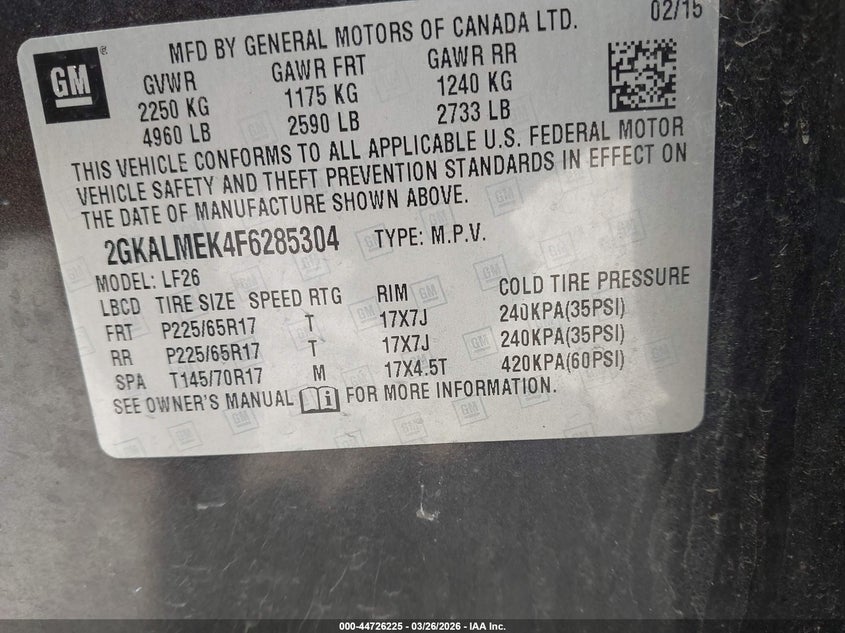 02/15
GM
MFD BY GENERAL MOTORS OF CANADA LTD.
GVWR GAWR FRT GAWR RR
2250 KG 1175 KG 1240 KG
4960 LB 2590 LB 2733 LB
THIS VEHICLE CONFORMS TO ALL APPLICABLE U.S. FEDERAL MOTOR
VEHICLE SAFETY AND THEFT PREVENTION STANDARDS IN EFFECT ON
THE DATE OF MANUFACTURE SHOWN ABOVE.
2GKALMEK4F6285304 TYPE: M.P.V.
MODEL: LF26
LBCD TIRE SIZE SPEED RTG RIM COLD TIRE PRESSURE
FRT P225/65R17 T 17X7J 240KPA(35PSI)
RR P225/65R17 T 17X7J 240KPA(35PSI)
SPA T145/70R17 M 17X4.5T 420KPA(60PSI)
SEE OWNER'S MANUAL i FOR MORE INFORMATION.
000-44726225 - 03/26/2026 - IAA Inc.